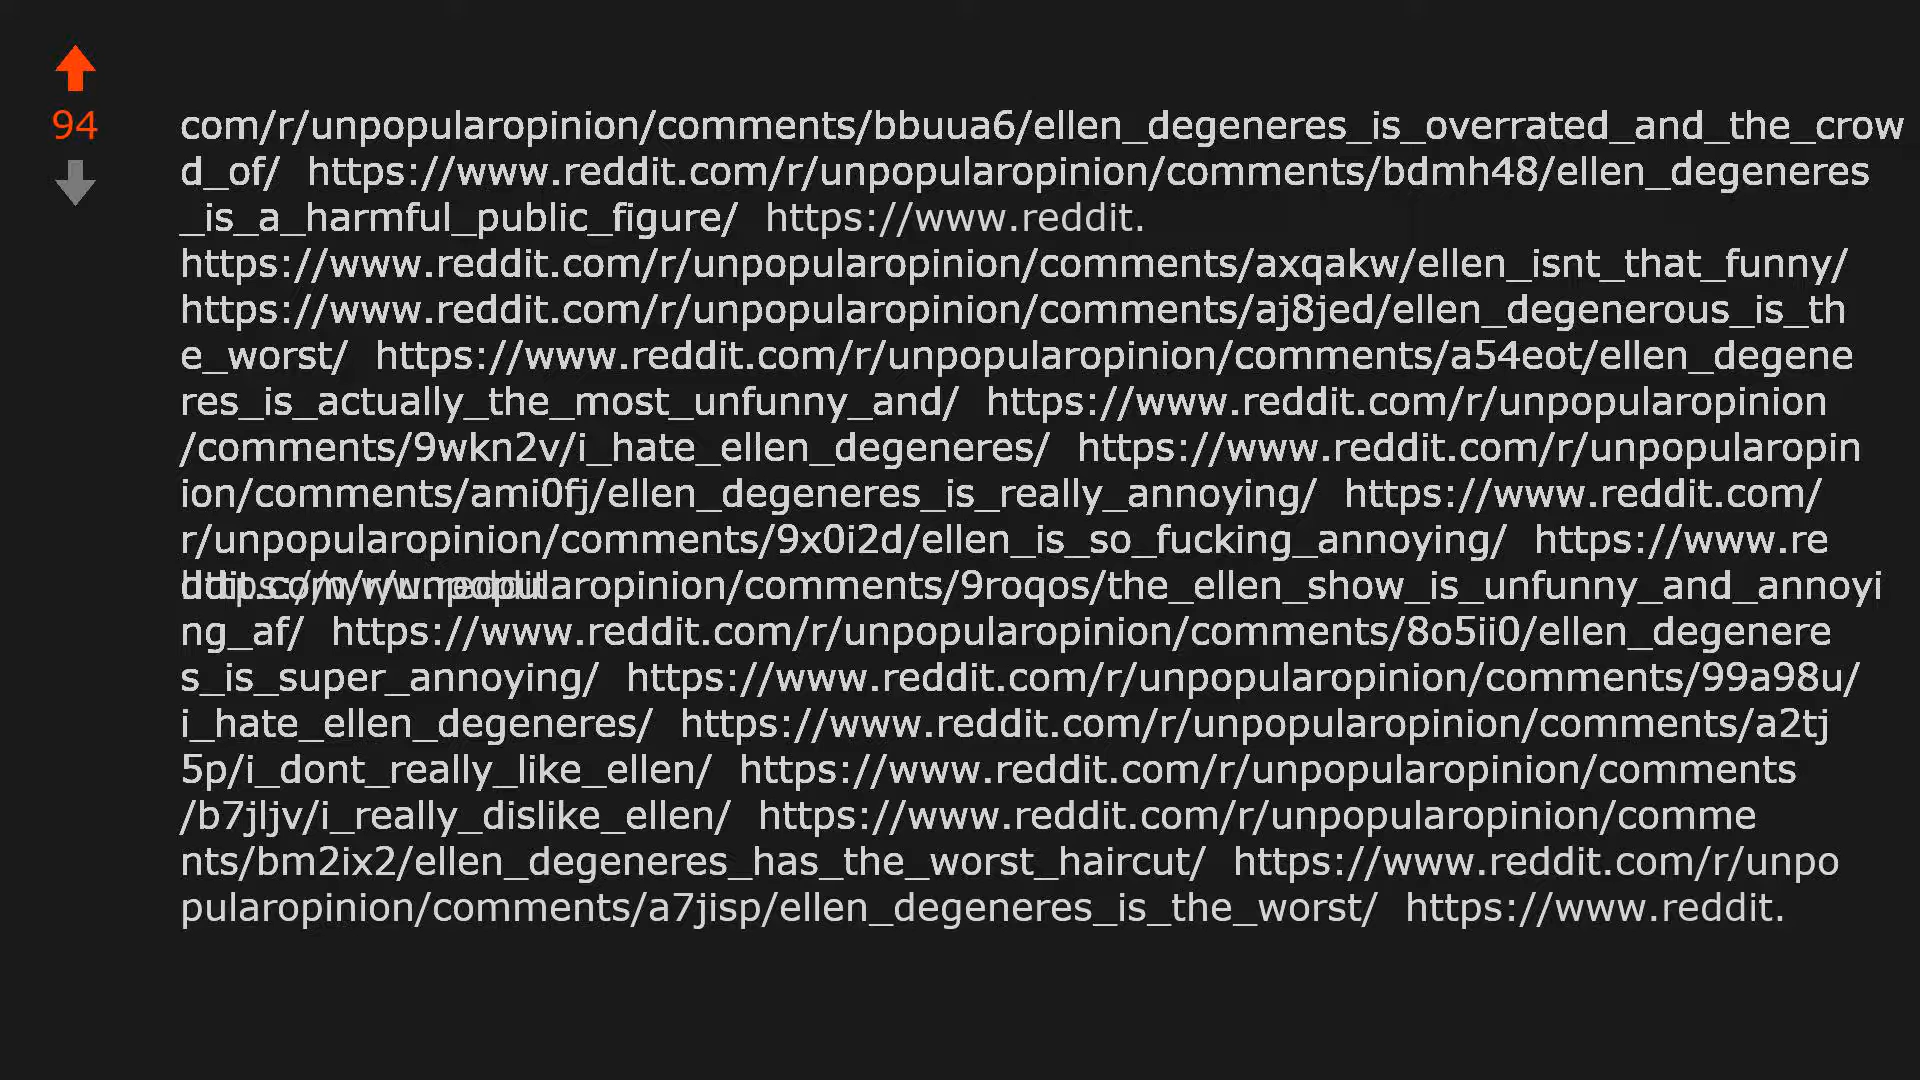 94
com/r/unpopularopinion/comments/bbuua6/ellen_degeneres_is_overrated_and_the_crow
d_of/ https://www.reddit.com/r/unpopularopinion/comments/bdmh48/ellen_degeneres
_is_a_harmful_public_figure/ https://www.reddit.
https://www.reddit.com/r/unpopularopinion/comments/axqakw/ellen_isnt_that_funny/
https://www.reddit.com/r/unpopularopinion/comments/aj8jed/ellen_degenerous_is_th
e_worst/ https://www.reddit.com/r/unpopularopinion/comments/a54eot/ellen_degene
res_is_actually_the_most_unfunny_and/ https://www.reddit.com/r/unpopularopinion
/comments/9wkn2v/i_hate_ellen_degeneres/ https://www.reddit.com/r/unpopularopin
ion/comments/ami0fj/ellen_degeneres_is_really_annoying/ https://www.reddit.com/
r/unpopularopinion/comments/9x0i2d/ellen_is_so_fucking_annoying/ https://www.re
ddit.com/r/unpopularopinion/comments/9roqos/the_ellen_show_is_unfunny_and_annoyi
ng_af/ https://www.reddit.com/r/unpopularopinion/comments/8o5ii0/ellen_degenere
s_is_super_annoying/ https://www.reddit.com/r/unpopularopinion/comments/99a98u/
i_hate_ellen_degeneres/ https://www.reddit.com/r/unpopularopinion/comments/a2tj
5p/i_dont_really_like_ellen/ https://www.reddit.com/r/unpopularopinion/comments
/b7jljv/i_really_dislike_ellen/ https://www.reddit.com/r/unpopularopinion/comme
nts/bm2ix2/ellen_degeneres_has_the_worst_haircut/ https://www.reddit.com/r/unpo
pularopinion/comments/a7jisp/ellen_degeneres_is_the_worst/ https://www.reddit.